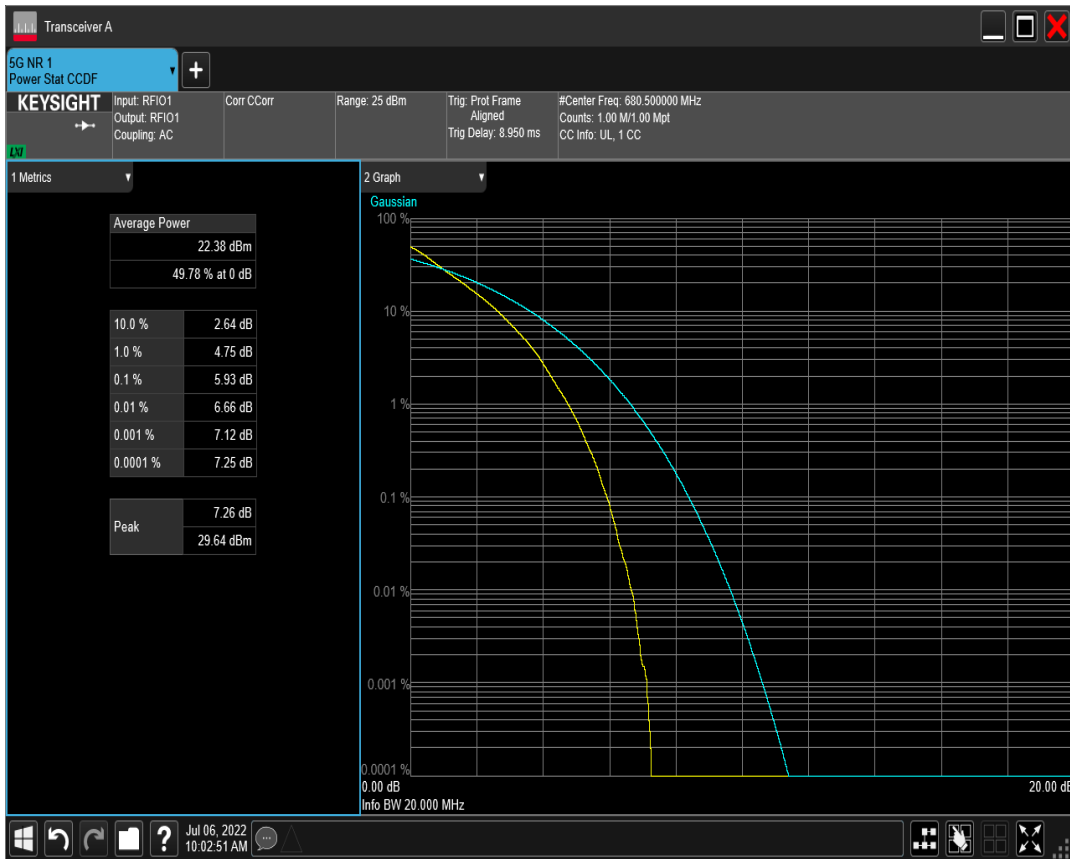 Transceiver A
5G NR 1
Power Stat CCDF
+
KEYSIGHT
LXI
Input: RFIO1
Output: RFIO1
Coupling: AC
Corr CCorr
Range: 25 dBm
Trig: Prot Frame
Aligned
Trig Delay: 8.950 ms
#Center Freq: 680.500000 MHz
Counts: 1.00 M/1.00 Mpt
CC Info: UL, 1 CC
1 Metrics
Average Power
22.38 dBm
49.78 % at 0 dB
10.0 % 2.64 dB
1.0 % 4.75 dB
0.1 % 5.93 dB
0.01 % 6.66 dB
0.001 % 7.12 dB
0.0001 % 7.25 dB
Peak
7.26 dB
29.64 dBm
2 Graph
Gaussian
100 %
10 %
1 %
0.1 %
0.01 %
0.001 %
0.0001 %
0.00 dB 20.00 dB
Info BW 20.000 MHz
?
Jul 06, 2022
10:02:51 AM